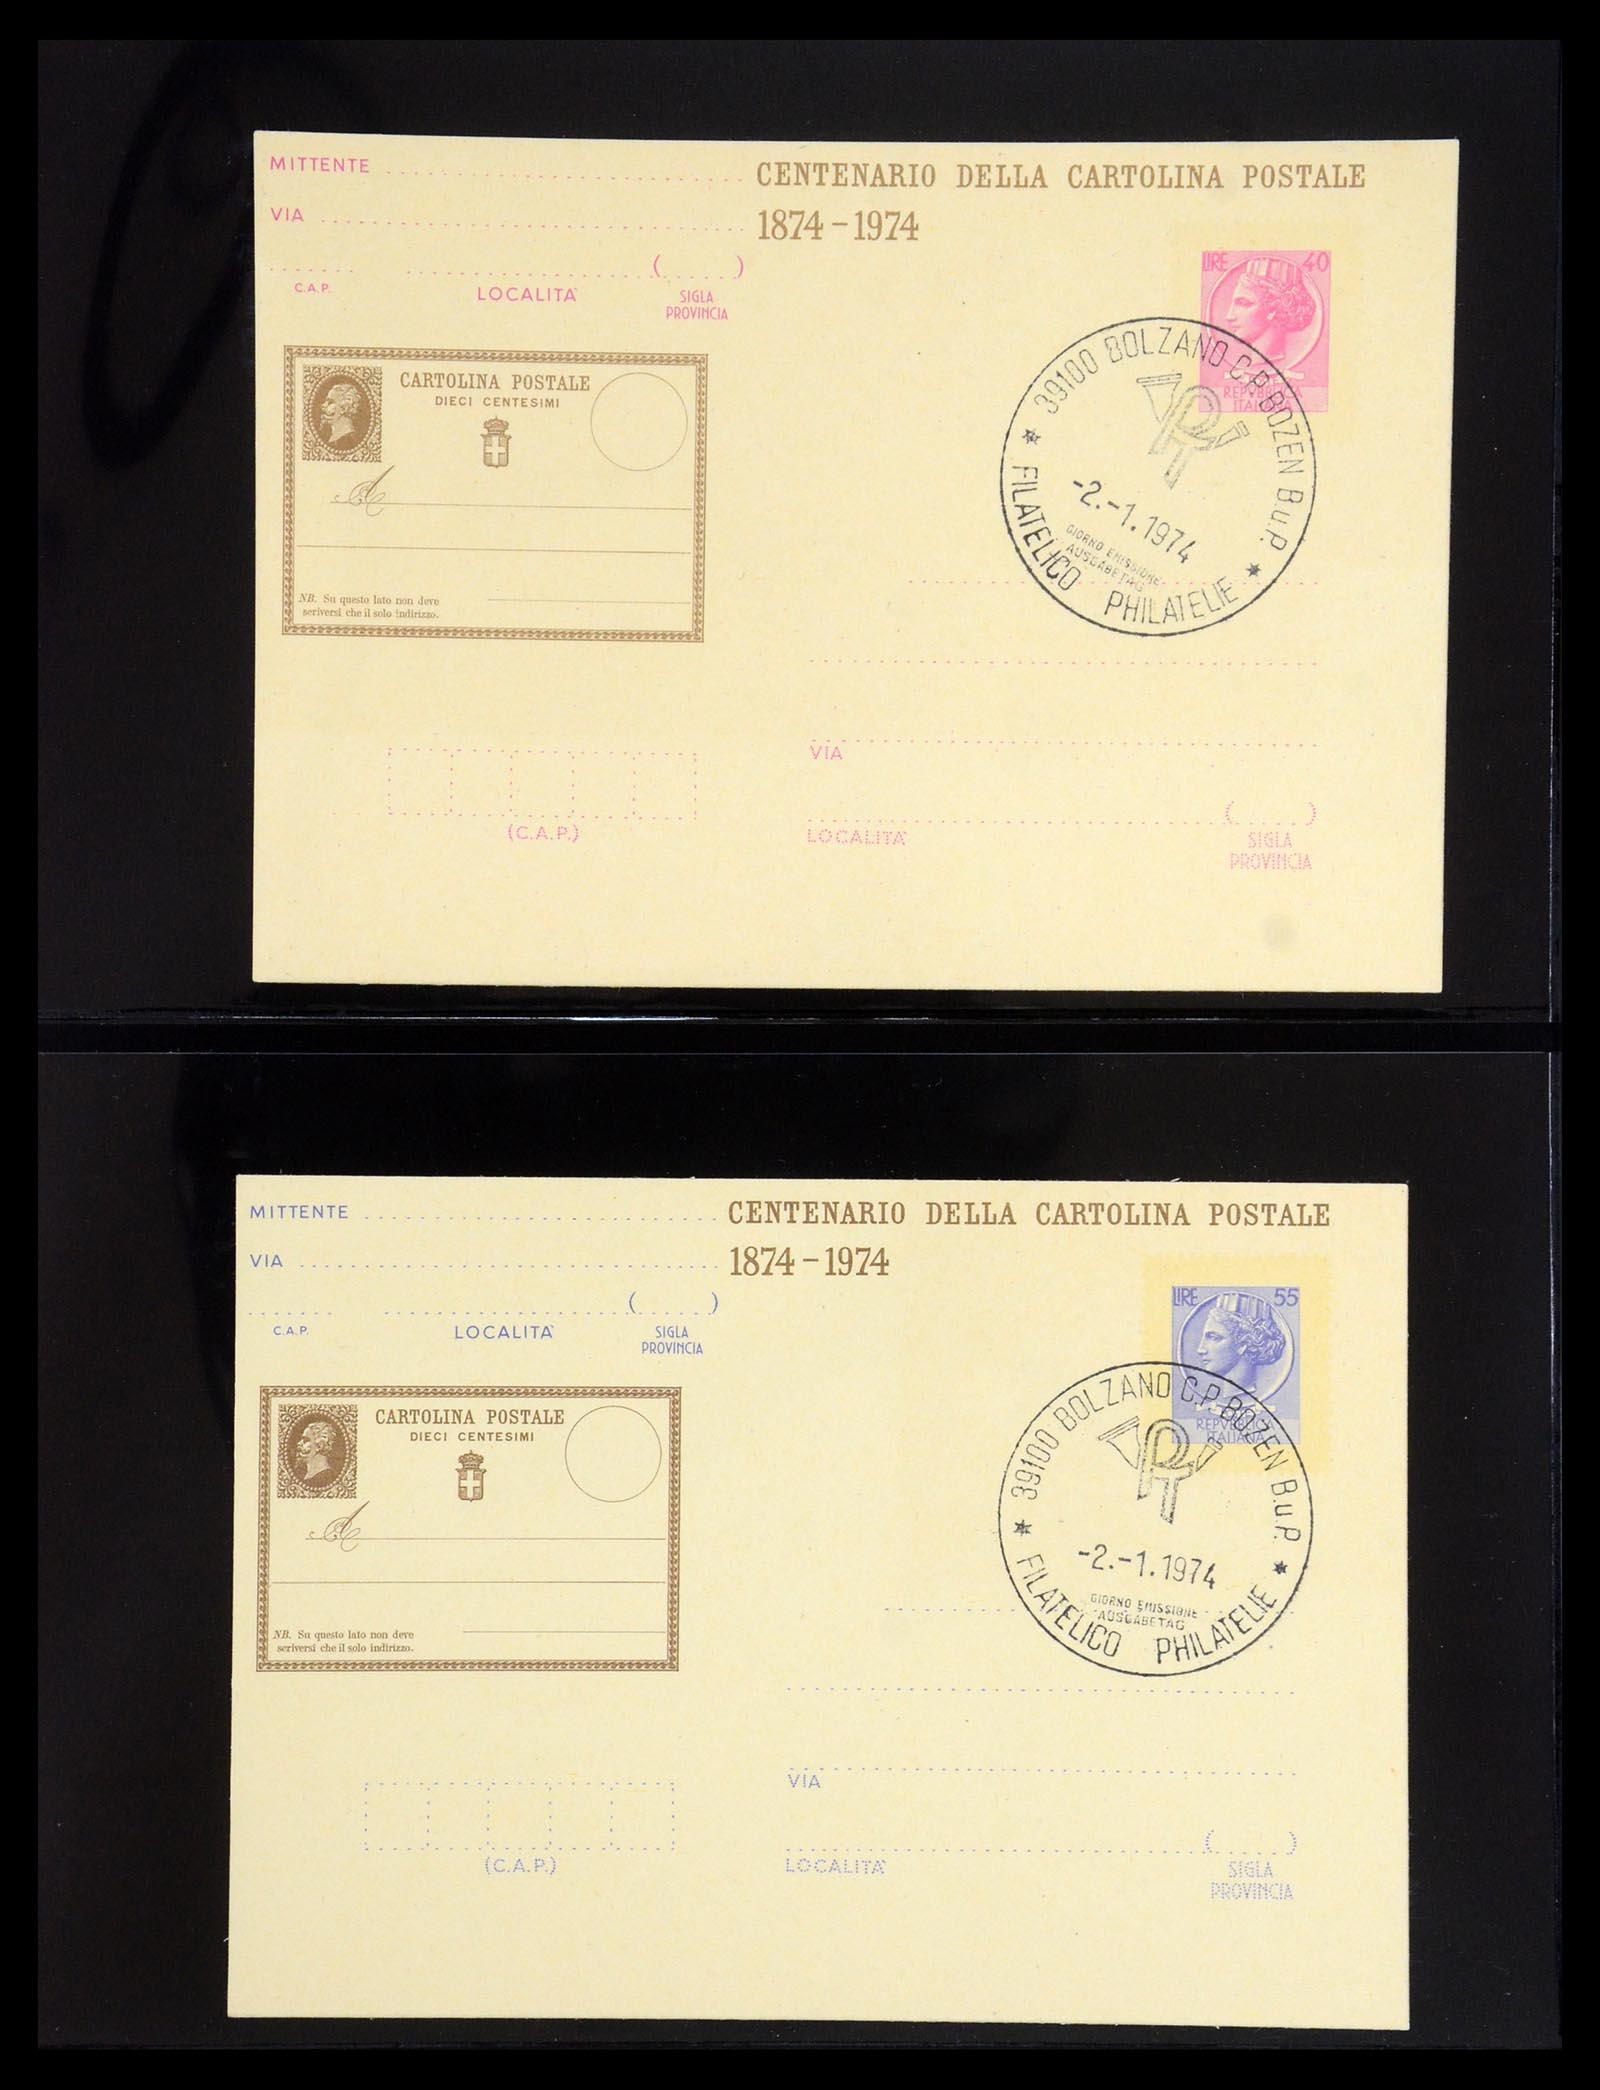 MITTENTE
CENTENARIO DELLA CARTOLINA POSTALE
VIA
1874-1974
( )
C.A.P.
LOCALITA'
SIGLA
PROVINCIA
LIRE 40
REPVBBLICA
ITALIANA
CARTOLINA POSTALE
DIECI CENTESIMI
A
NB. Su questo lato non deve
scriversi che il solo indirizzo.
39100 BOLZANO C.P. BOZEN B.u.P.
PT
-2.-1.1974
GIORNO EMISSIONE
AUSGABETAG
FILATELICO PHILATELIE
VIA
(C.A.P.)
LOCALITA'
( )
SIGLA
PROVINCIA
MITTENTE
CENTENARIO DELLA CARTOLINA POSTALE
VIA
1874-1974
( )
C.A.P.
LOCALITA'
SIGLA
PROVINCIA
LIRE 55
REPVBBLICA
ITALIANA
CARTOLINA POSTALE
DIECI CENTESIMI
A
NB. Su questo lato non deve
scriversi che il solo indirizzo.
39100 BOLZANO C.P. BOZEN B.u.P.
PT
-2.-1.1974
GIORNO EMISSIONE
AUSGABETAG
FILATELICO PHILATELIE
VIA
(C.A.P.)
LOCALITA'
( )
SIGLA
PROVINCIA